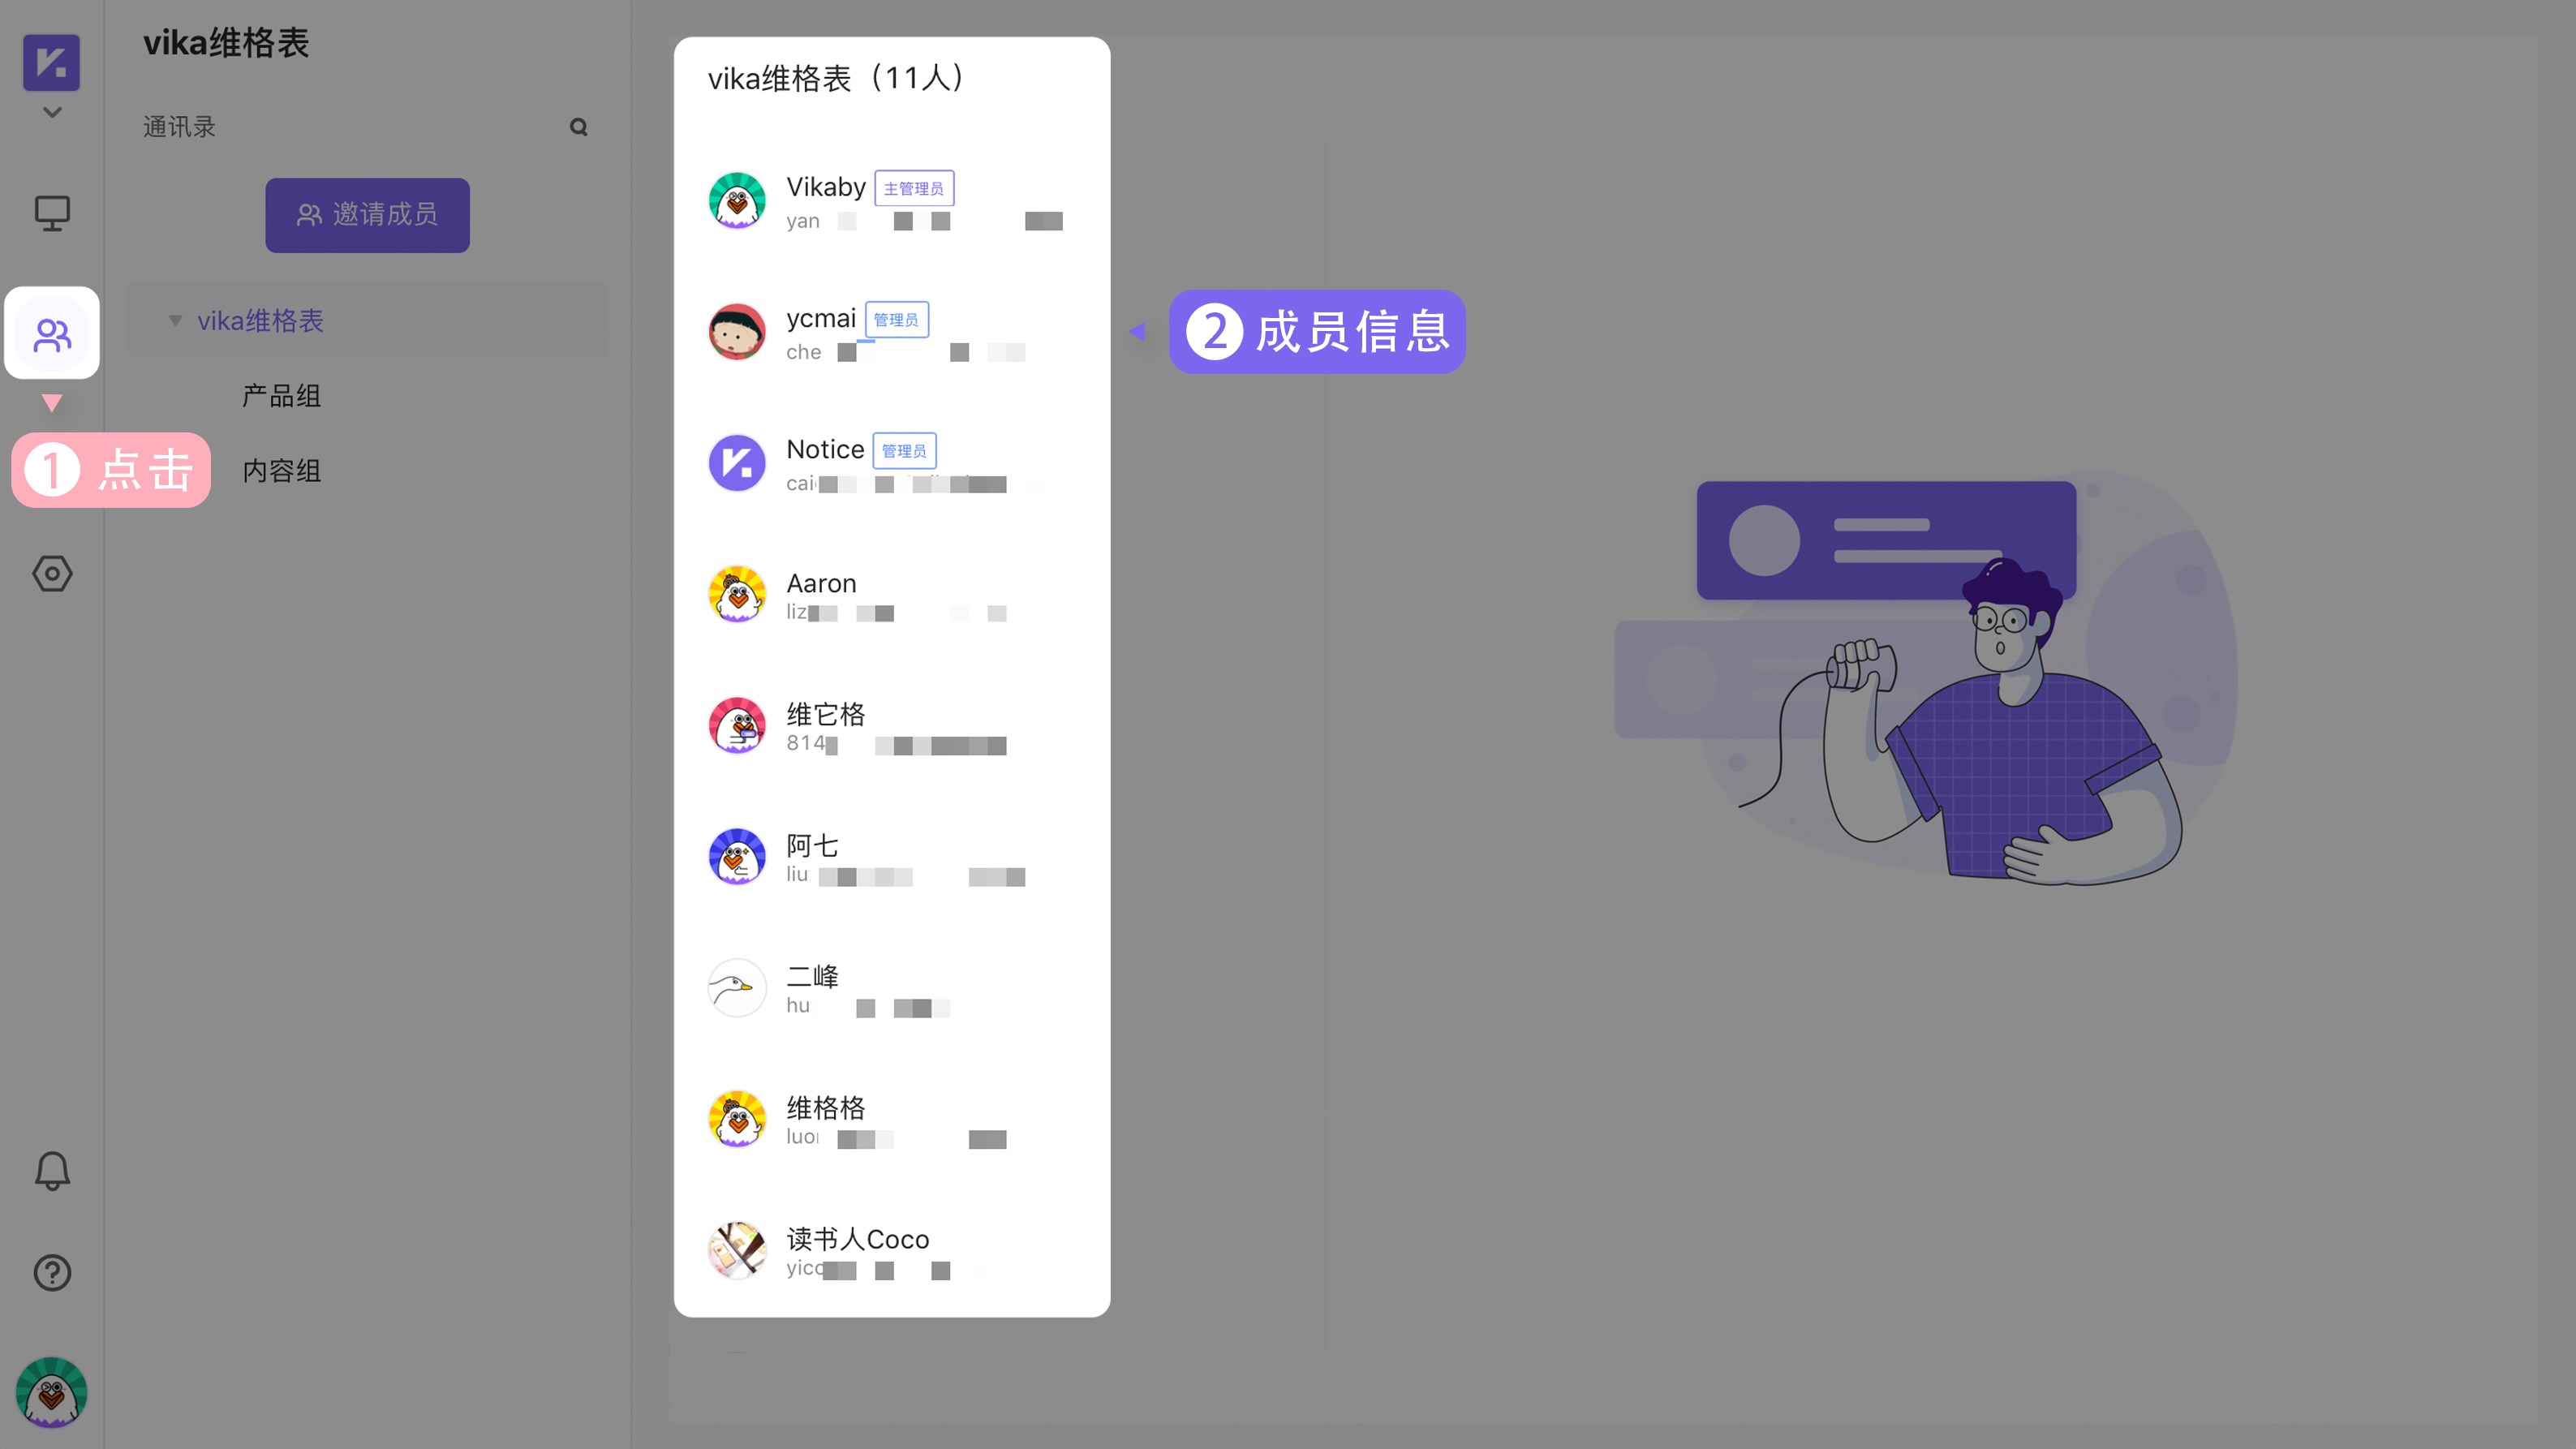 vika维格表
通讯录
邀请成员
vika维格表
产品组
内容组
① 点击
vika维格表（11人）
Vikaby 主管理员
yan
ycmai 管理员
che
Notice 管理员
cai
Aaron
liz
维它格
814
阿七
liu
二峰
hu
维格格
luo
读书人Coco
yico
② 成员信息